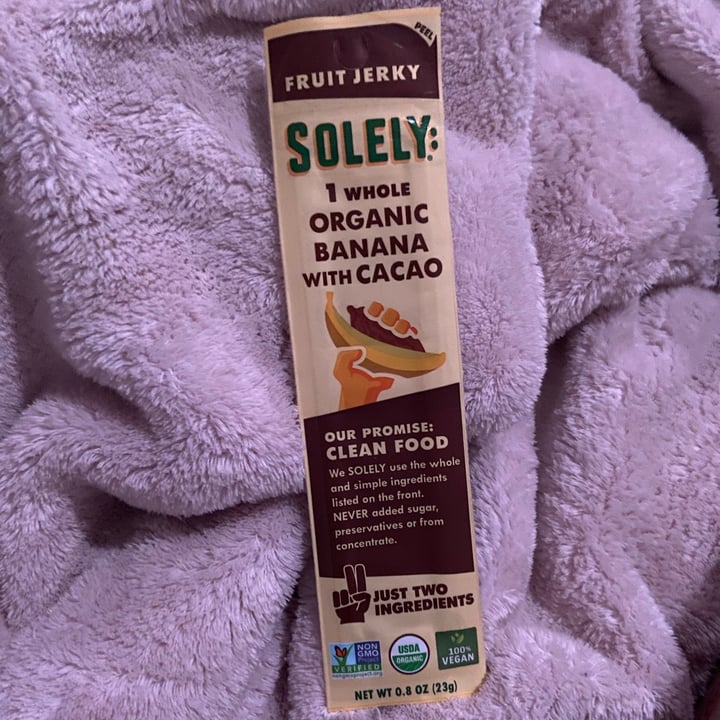 PEEL
FRUIT JERKY
SOLELY:
1 WHOLE
ORGANIC
BANANA
WITH CACAO
OUR PROMISE:
CLEAN FOOD
We SOLELY use the whole
and simple ingredients
listed on the front.
NEVER added sugar,
preservatives or from
concentrate.
JUST TWO
INGREDIENTS
NON
GMO
Project
VERIFIED
nongmoproject.org
USDA
ORGANIC
100%
VEGAN
NET WT 0.8 OZ (23g)